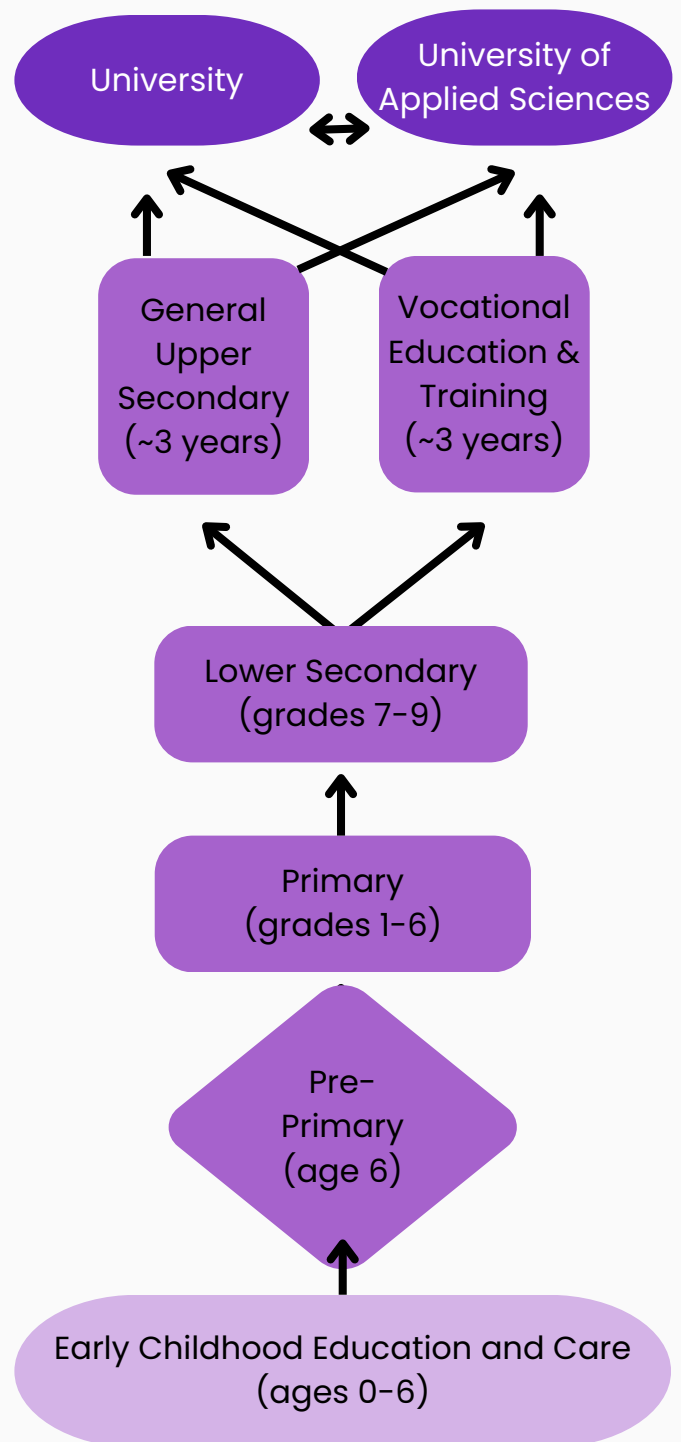 University
University of
Applied Sciences
General
Upper
Secondary
(~3 years)
Vocational
Education &
Training
(~3 years)
Lower Secondary
(grades 7-9)
Primary
(grades 1-6)
Pre-
Primary
(age 6)
Early Childhood Education and Care
(ages 0-6)